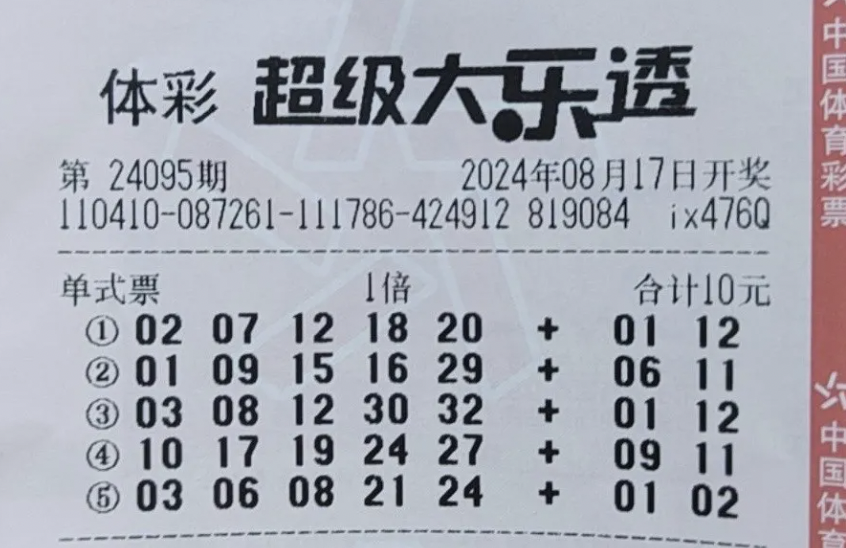 体彩 超级大乐透
第 24095期 2024年08月17日开奖
110410-087261-111786-424912 819084 ix476Q
单式票 1倍 合计10元
① 02 07 12 18 20 + 01 12
② 01 09 15 16 29 + 06 11
③ 03 08 12 30 32 + 01 12
④ 10 17 19 24 27 + 09 11
⑤ 03 06 08 21 24 + 01 02
中国体育彩票
中国体育